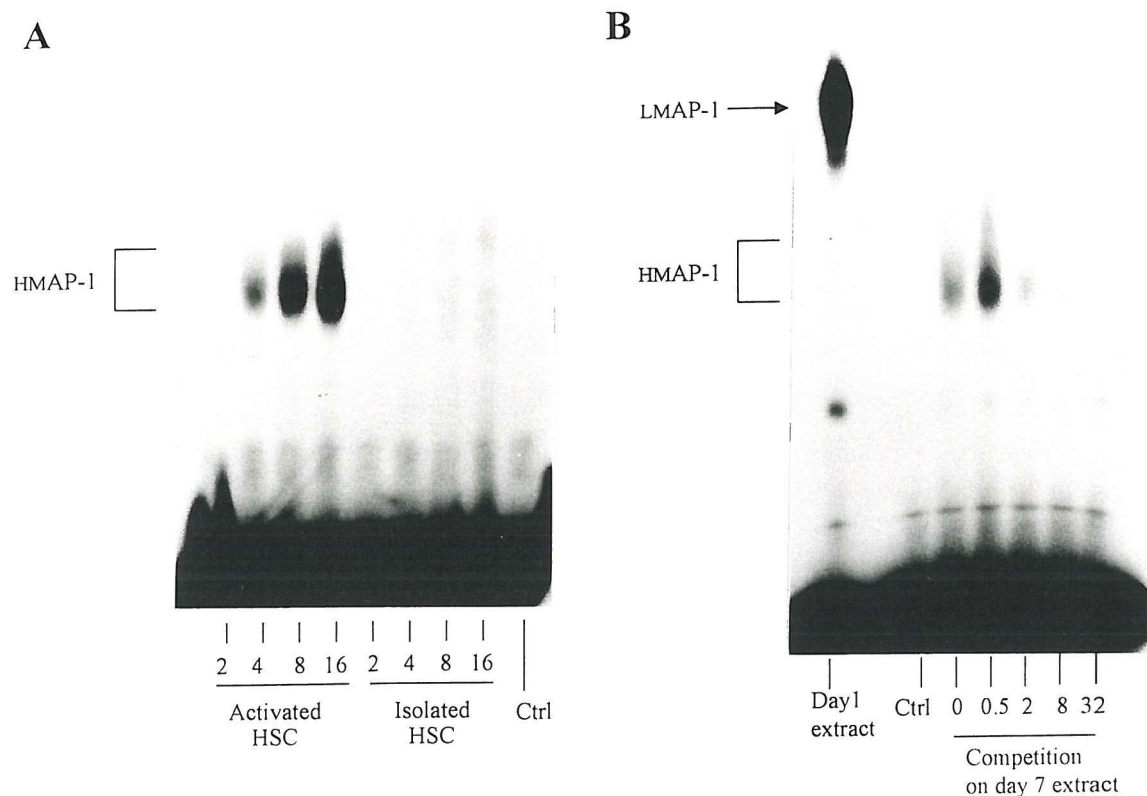 A
HMAP-1
2 4 8 16 2 4 8 16
Activated
HSC
Isolated
HSC
Ctrl
B
LMAP-1
HMAP-1
Day1
extract
Ctrl 0 0.5 2 8 32
Competition
on day 7 extract